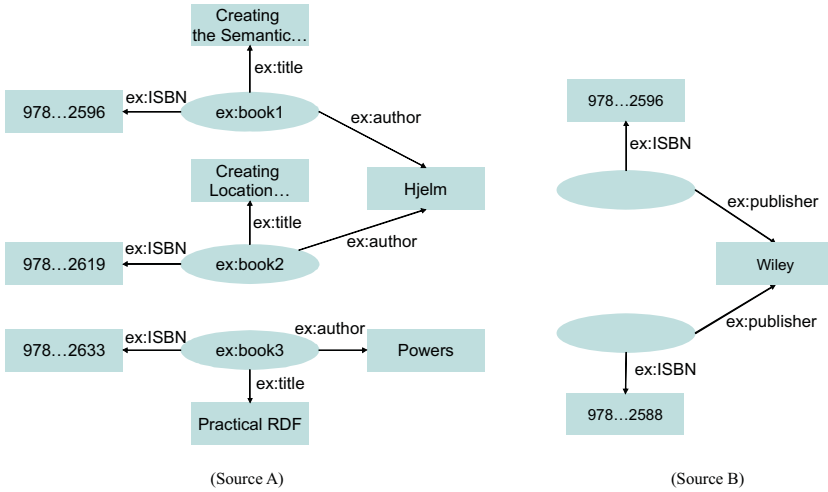 Creating
the Semantic…
ex:title
ex:ISBN
978…2596
ex:book1
ex:author
Creating
Location…
Hjelm
ex:title
ex:author
ex:ISBN
978…2619
ex:book2
ex:author
ex:ISBN
978…2633
ex:book3
Powers
ex:title
Practical RDF
(Source A)
978…2596
ex:ISBN
ex:publisher
Wiley
ex:publisher
ex:ISBN
978…2588
(Source B)